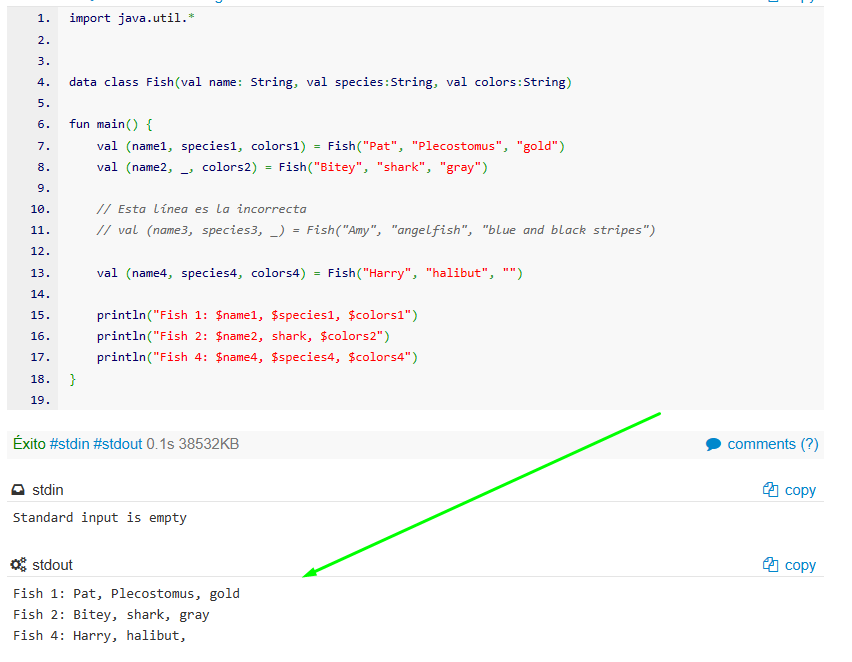 1. import java.util.*
2.
3.
4. data class Fish(val name: String, val species:String, val colors:String)
5.
6. fun main() {
7. val (name1, species1, colors1) = Fish("Pat", "Plecostomus", "gold")
8. val (name2, _, colors2) = Fish("Bitey", "shark", "gray")
9.
10. // Esta línea es la incorrecta
11. // val (name3, species3, _) = Fish("Amy", "angelfish", "blue and black stripes")
12.
13. val (name4, species4, colors4) = Fish("Harry", "halibut", "")
14.
15. println("Fish 1: $name1, $species1, $colors1")
16. println("Fish 2: $name2, shark, $colors2")
17. println("Fish 4: $name4, $species4, $colors4")
18. }
19.
Éxito #stdin #stdout 0.1s 38532KB comments (?)
stdin copy
Standard input is empty
stdout copy
Fish 1: Pat, Plecostomus, gold
Fish 2: Bitey, shark, gray
Fish 4: Harry, halibut,